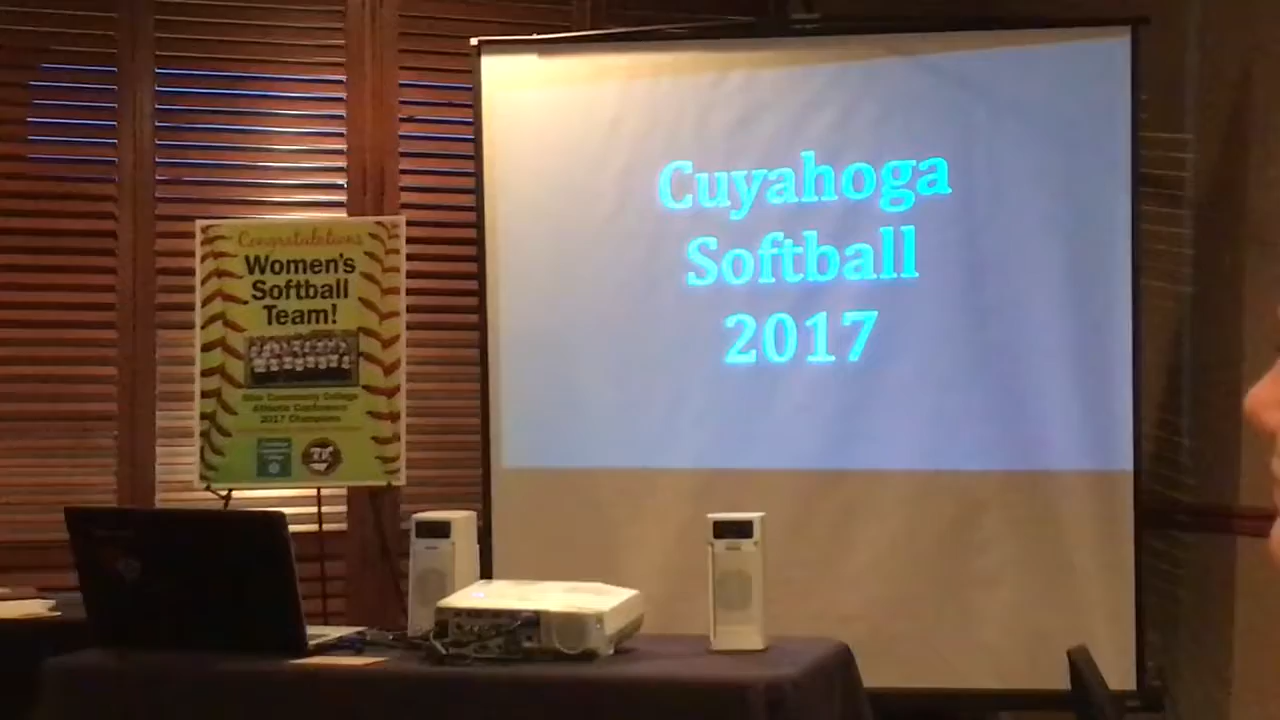 Congratulations
Women's
Softball
Team!
Ohio Community College
Athletic Conference
2017 Champions
Cuyahoga
Softball
2017